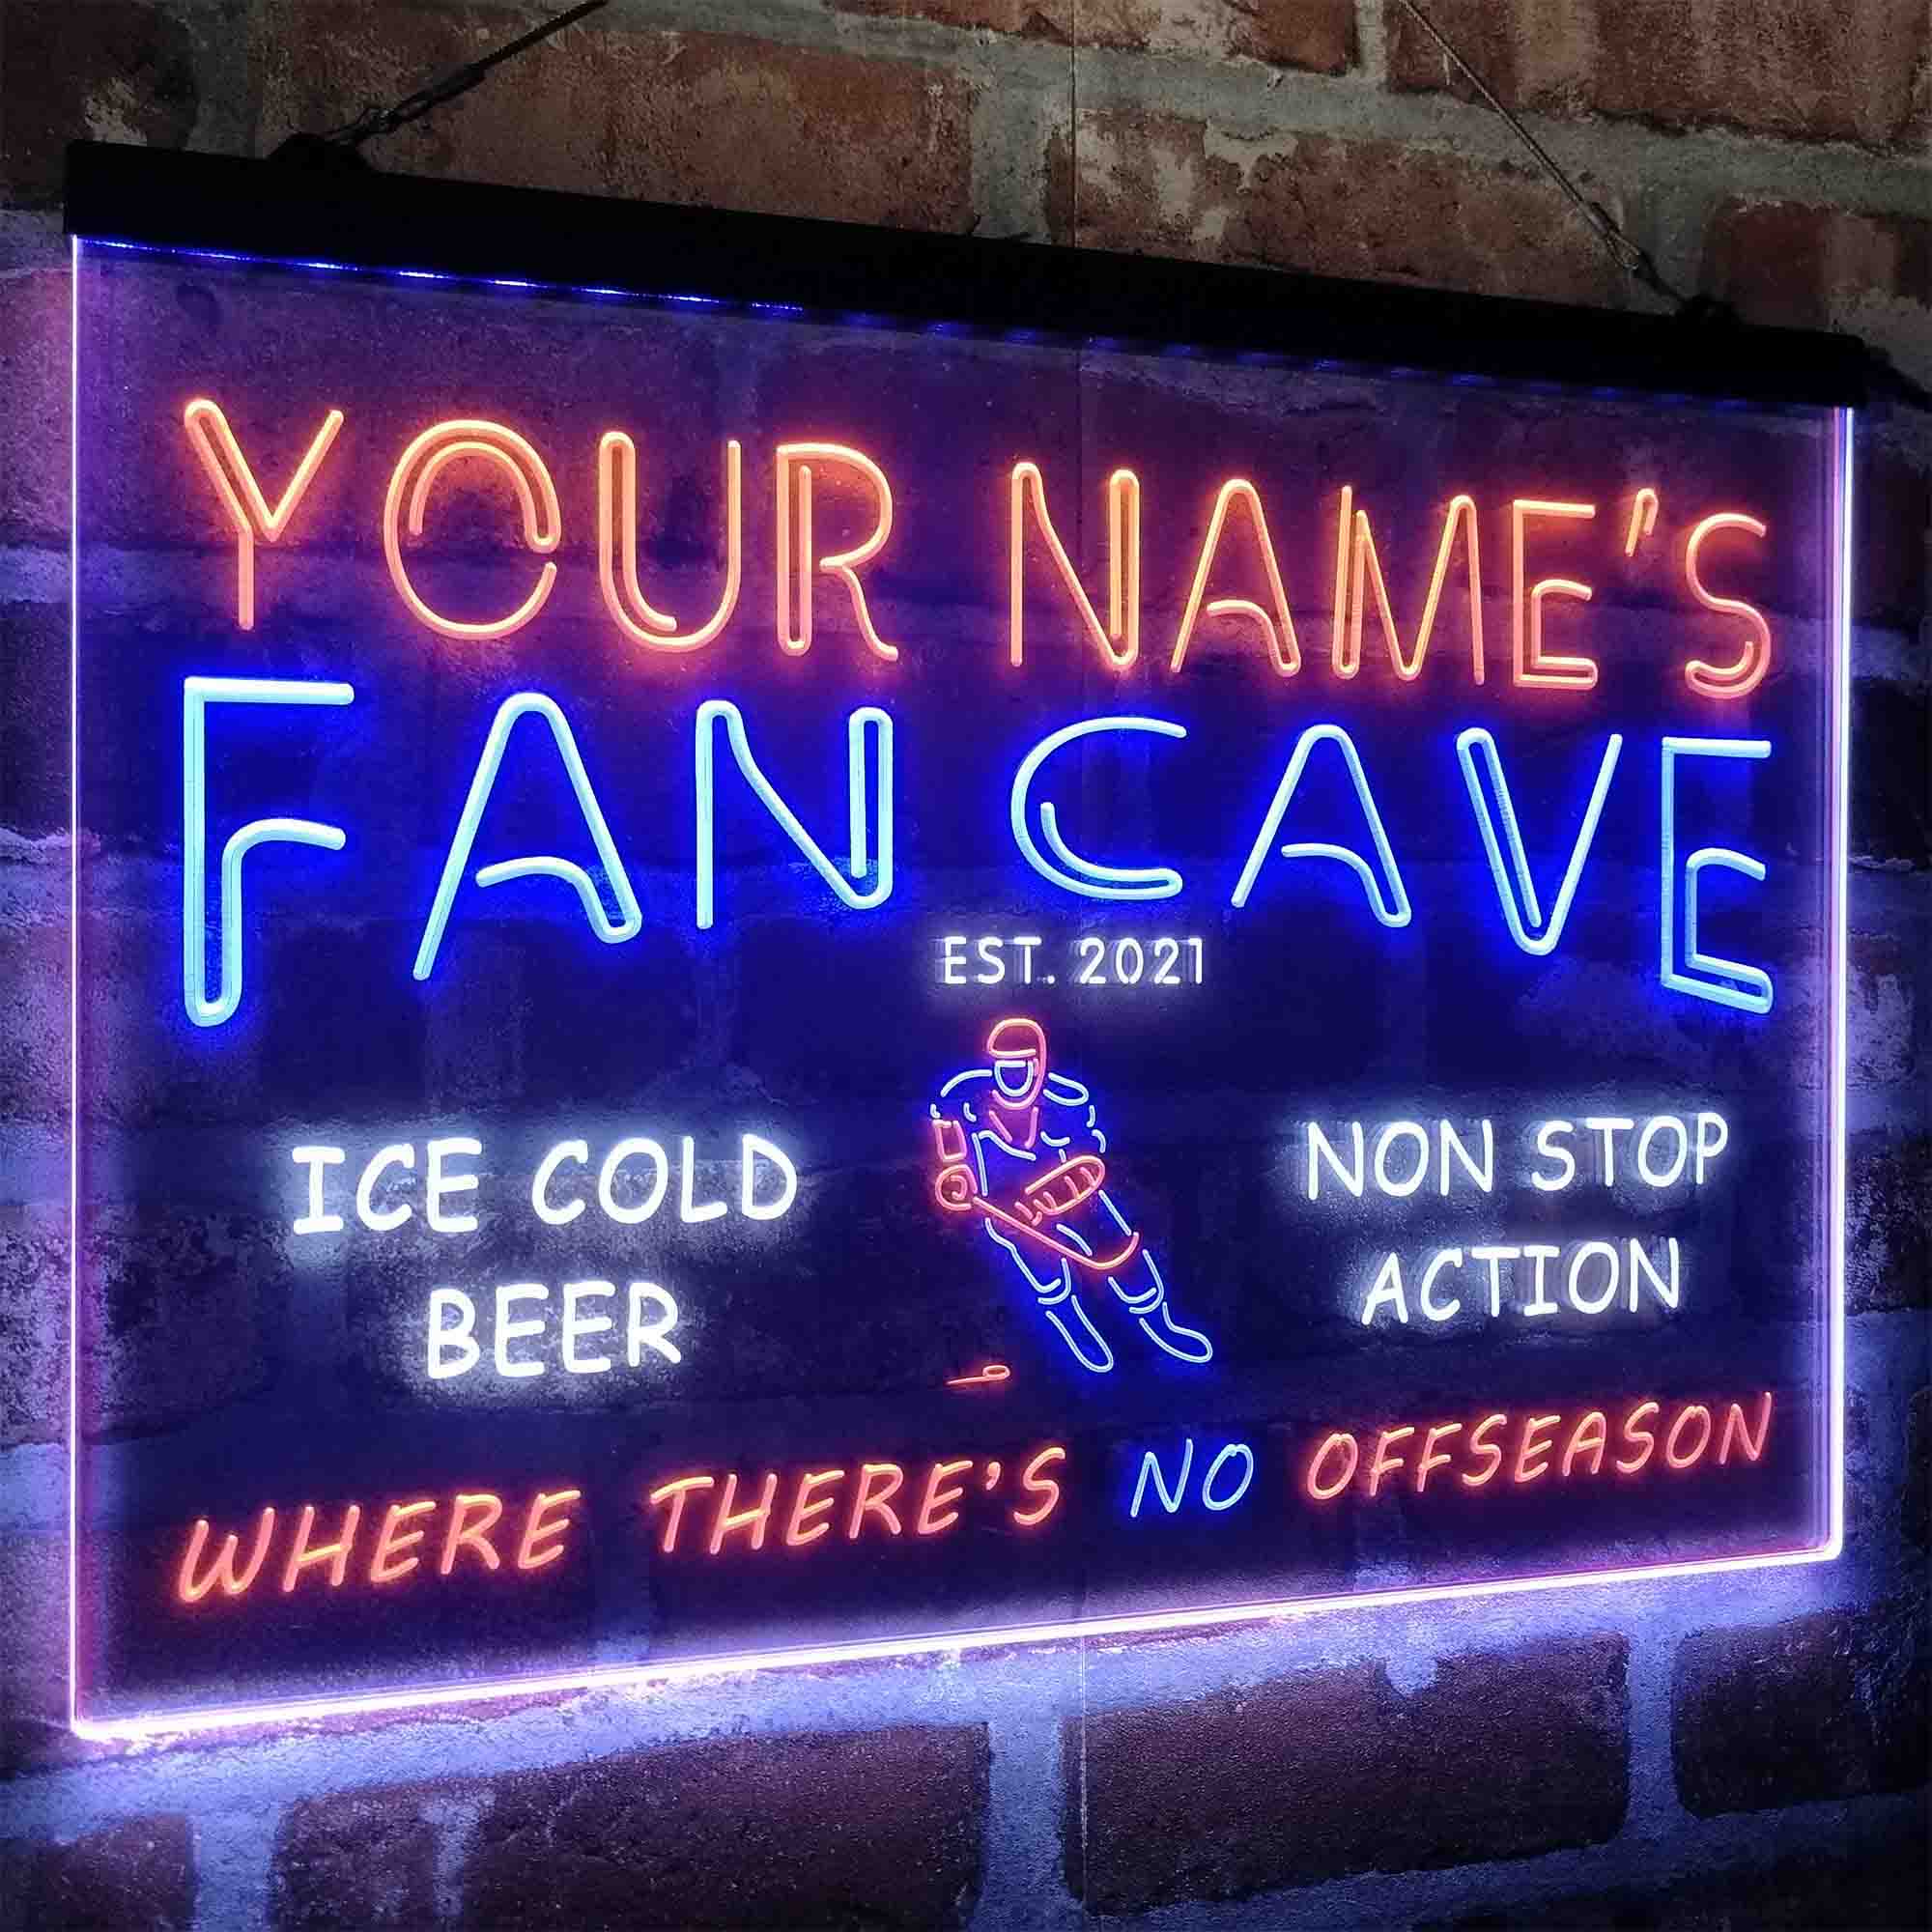 YOUR NAME'S
FAN CAVE
EST. 2021
ICE COLD
BEER
NON STOP
ACTION
WHERE THERE'S NO OFFSEASON